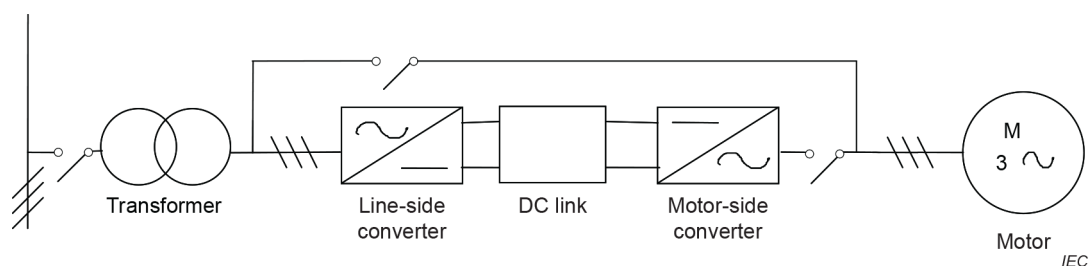 M
3
Transformer
Line-side
converter
DC link
Motor-side
converter
Motor
IEC